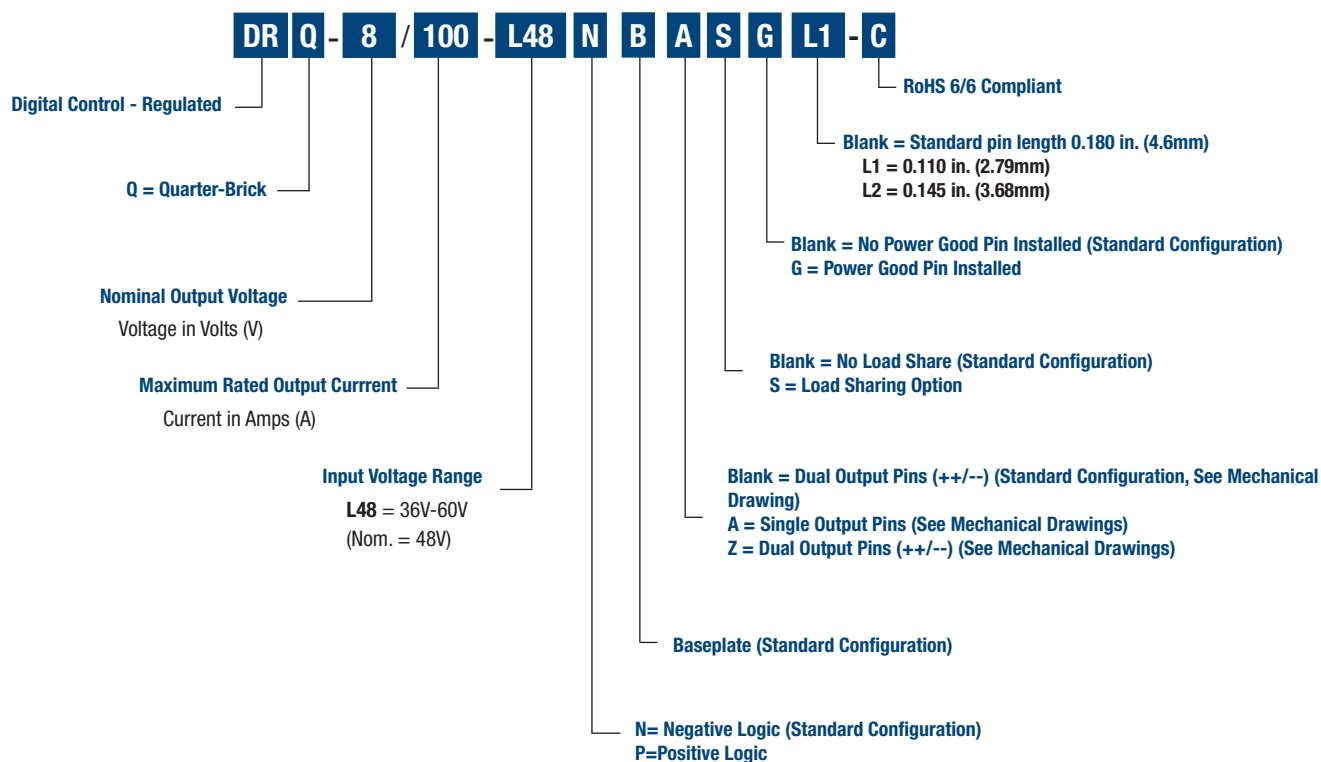 DR Q - 8 / 100 - L48 N B A S G L1 - C
RoHS 6/6 Compliant
Digital Control - Regulated
Blank = Standard pin length 0.180 in. (4.6mm)
L1 = 0.110 in. (2.79mm)
L2 = 0.145 in. (3.68mm)
Q = Quarter-Brick
Blank = No Power Good Pin Installed (Standard Configuration)
G = Power Good Pin Installed
Nominal Output Voltage
Voltage in Volts (V)
Blank = No Load Share (Standard Configuration)
S = Load Sharing Option
Maximum Rated Output Currrent
Current in Amps (A)
Input Voltage Range
L48 = 36V-60V
(Nom. = 48V)
Blank = Dual Output Pins (++/--) (Standard Configuration, See Mechanical
Drawing)
A = Single Output Pins (See Mechanical Drawings)
Z = Dual Output Pins (++/--) (See Mechanical Drawings)
Baseplate (Standard Configuration)
N= Negative Logic (Standard Configuration)
P=Positive Logic